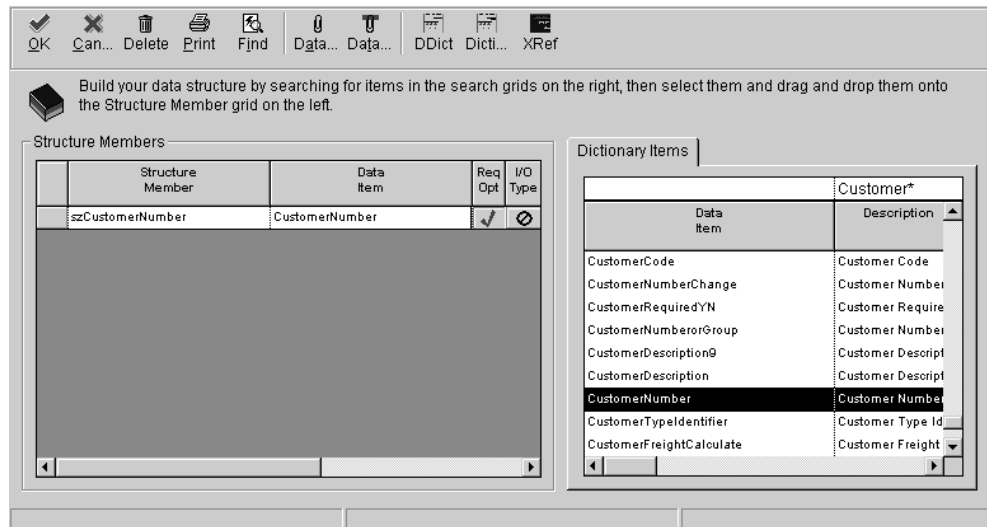 OK Can... Delete Print Find Data... Data... DDict Dicti... XRef
Build your data structure by searching for items in the search grids on the right, then select them and drag and drop them onto
the Structure Member grid on the left.
Structure Members
Structure Member Data Item Req Opt I/O Type
szCustomerNumber CustomerNumber
Dictionary Items
Customer*
Data Item Description
CustomerCode Customer Code
CustomerNumberChange Customer Number
CustomerRequiredYN Customer Require
CustomerNumberorGroup Customer Number
CustomerDescription9 Customer Descript
CustomerDescription Customer Descript
CustomerNumber Customer Number
CustomerTypeIdentifier Customer Type Id
CustomerFreightCalculate Customer Freight